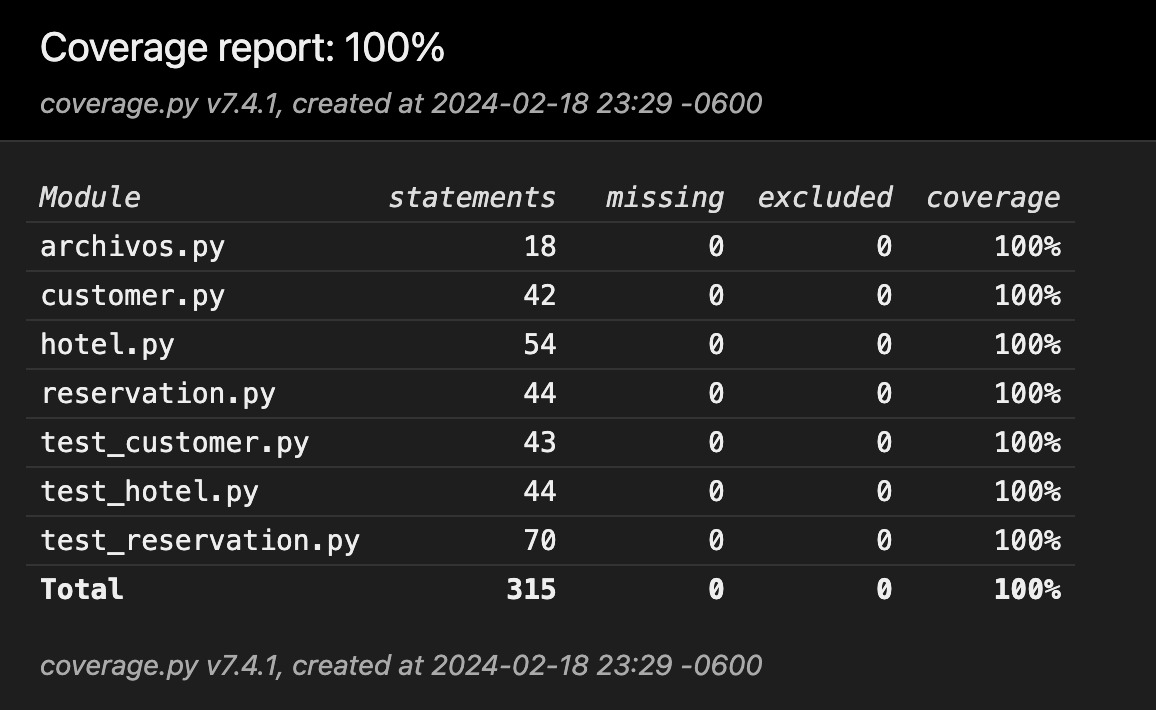 Coverage report: 100%
coverage.py v7.4.1, created at 2024-02-18 23:29 -0600
Module statements missing excluded coverage
archivos.py 18 0 0 100%
customer.py 42 0 0 100%
hotel.py 54 0 0 100%
reservation.py 44 0 0 100%
test_customer.py 43 0 0 100%
test_hotel.py 44 0 0 100%
test_reservation.py 70 0 0 100%
Total 315 0 0 100%
coverage.py v7.4.1, created at 2024-02-18 23:29 -0600